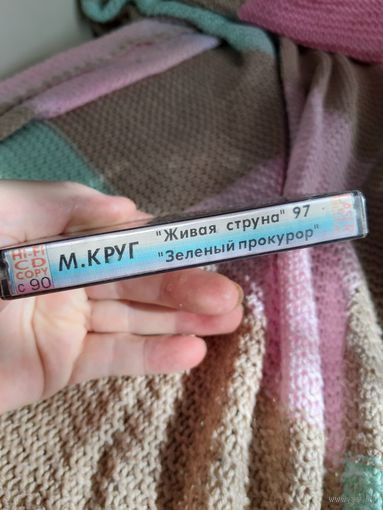 HI-FI
CD
COPY
C 90
М.КРУГ
"Живая струна" 97
"Зеленый прокурор"